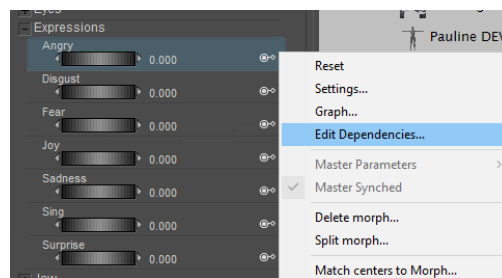 Eyes
Expressions
Angry
0.000
Disgust
0.000
Fear
0.000
Joy
0.000
Sadness
0.000
Sing
0.000
Surprise
0.000
Jaw
Pauline DEV
Reset
Settings...
Graph...
Edit Dependencies...
Master Parameters
Master Synched
Delete morph...
Split morph...
Match centers to Morph...